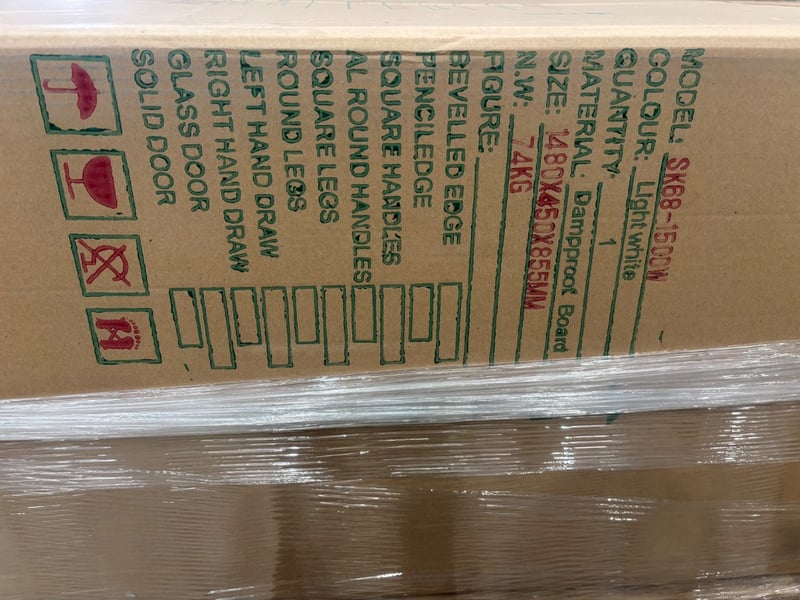 MODEL: SK68-1500W
COLOUR: Light white
QUANTITY: 1
MATERIAL: Dampproof Board
SIZE: 1480X450X855MM
N.W: 74KG
FIGURE:
BEVELLED EDGE
PENCILEDGE
SQUARE HANDLES
AL ROUND HANDLES
SQUARE LEGS
ROUND LEGS
LEFT HAND DRAW
RIGHT HAND DRAW
GLASS DOOR
SOLID DOOR